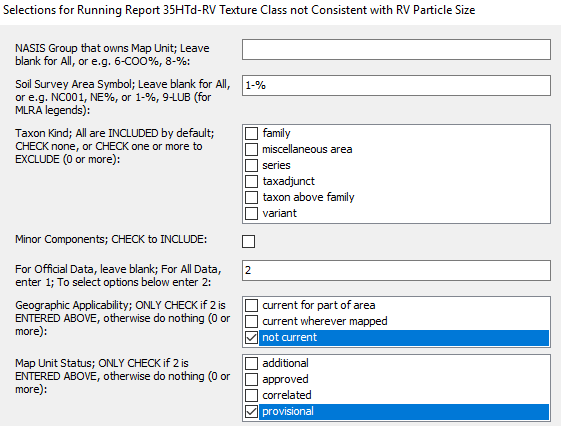 Selections for Running Report 35HTd-RV Texture Class not Consistent with RV Particle Size
NASIS Group that owns Map Unit; Leave
blank for All, or e.g. 6-COO%, 8-%:
Soil Survey Area Symbol; Leave blank for All,
or e.g. NC001, NE%, or 1-%, 9-LUB (for
MLRA legends):
1-%
Taxon Kind; All are INCLUDED by default;
CHECK none, or CHECK one or more to
EXCLUDE (0 or more):
family
miscellaneous area
series
taxadjunct
taxon above family
variant
Minor Components; CHECK to INCLUDE:
For Official Data, leave blank; For All Data,
enter 1; To select options below enter 2:
2
Geographic Applicability; ONLY CHECK if 2 is
ENTERED ABOVE, otherwise do nothing (0 or
more):
current for part of area
current wherever mapped
not current
Map Unit Status; ONLY CHECK if 2 is
ENTERED ABOVE, otherwise do nothing (0 or
more):
additional
approved
correlated
provisional